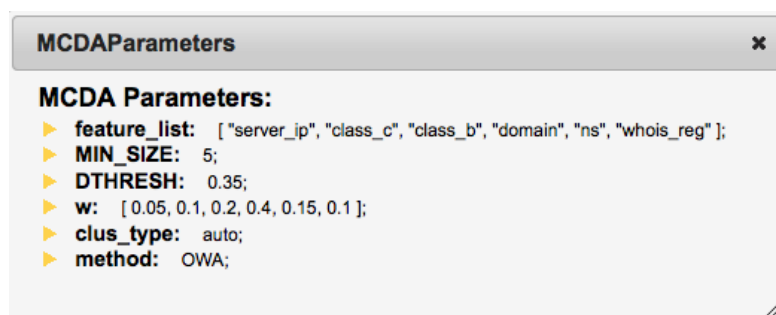 MCDAParameters
MCDA Parameters:
feature_list: [ "server_ip", "class_c", "class_b", "domain", "ns", "whois_reg" ];
MIN_SIZE: 5;
DTHRESH: 0.35;
w: [ 0.05, 0.1, 0.2, 0.4, 0.15, 0.1 ];
clus_type: auto;
method: OWA;